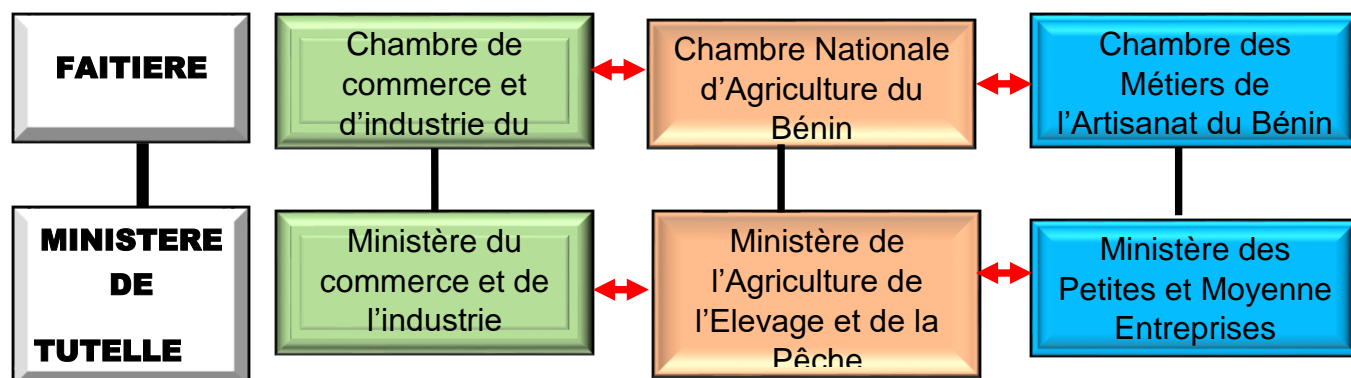 FAITIERE
Chambre de
commerce et
d'industrie du
Chambre Nationale
d'Agriculture du
Bénin
Chambre des
Métiers de
l'Artisanat du Bénin
MINISTERE
DE
TUTELLE
Ministère du
commerce et de
l'industrie
Ministère de
l'Agriculture de
l'Elevage et de la
Pêche
Ministère des
Petites et Moyenne
Entreprises